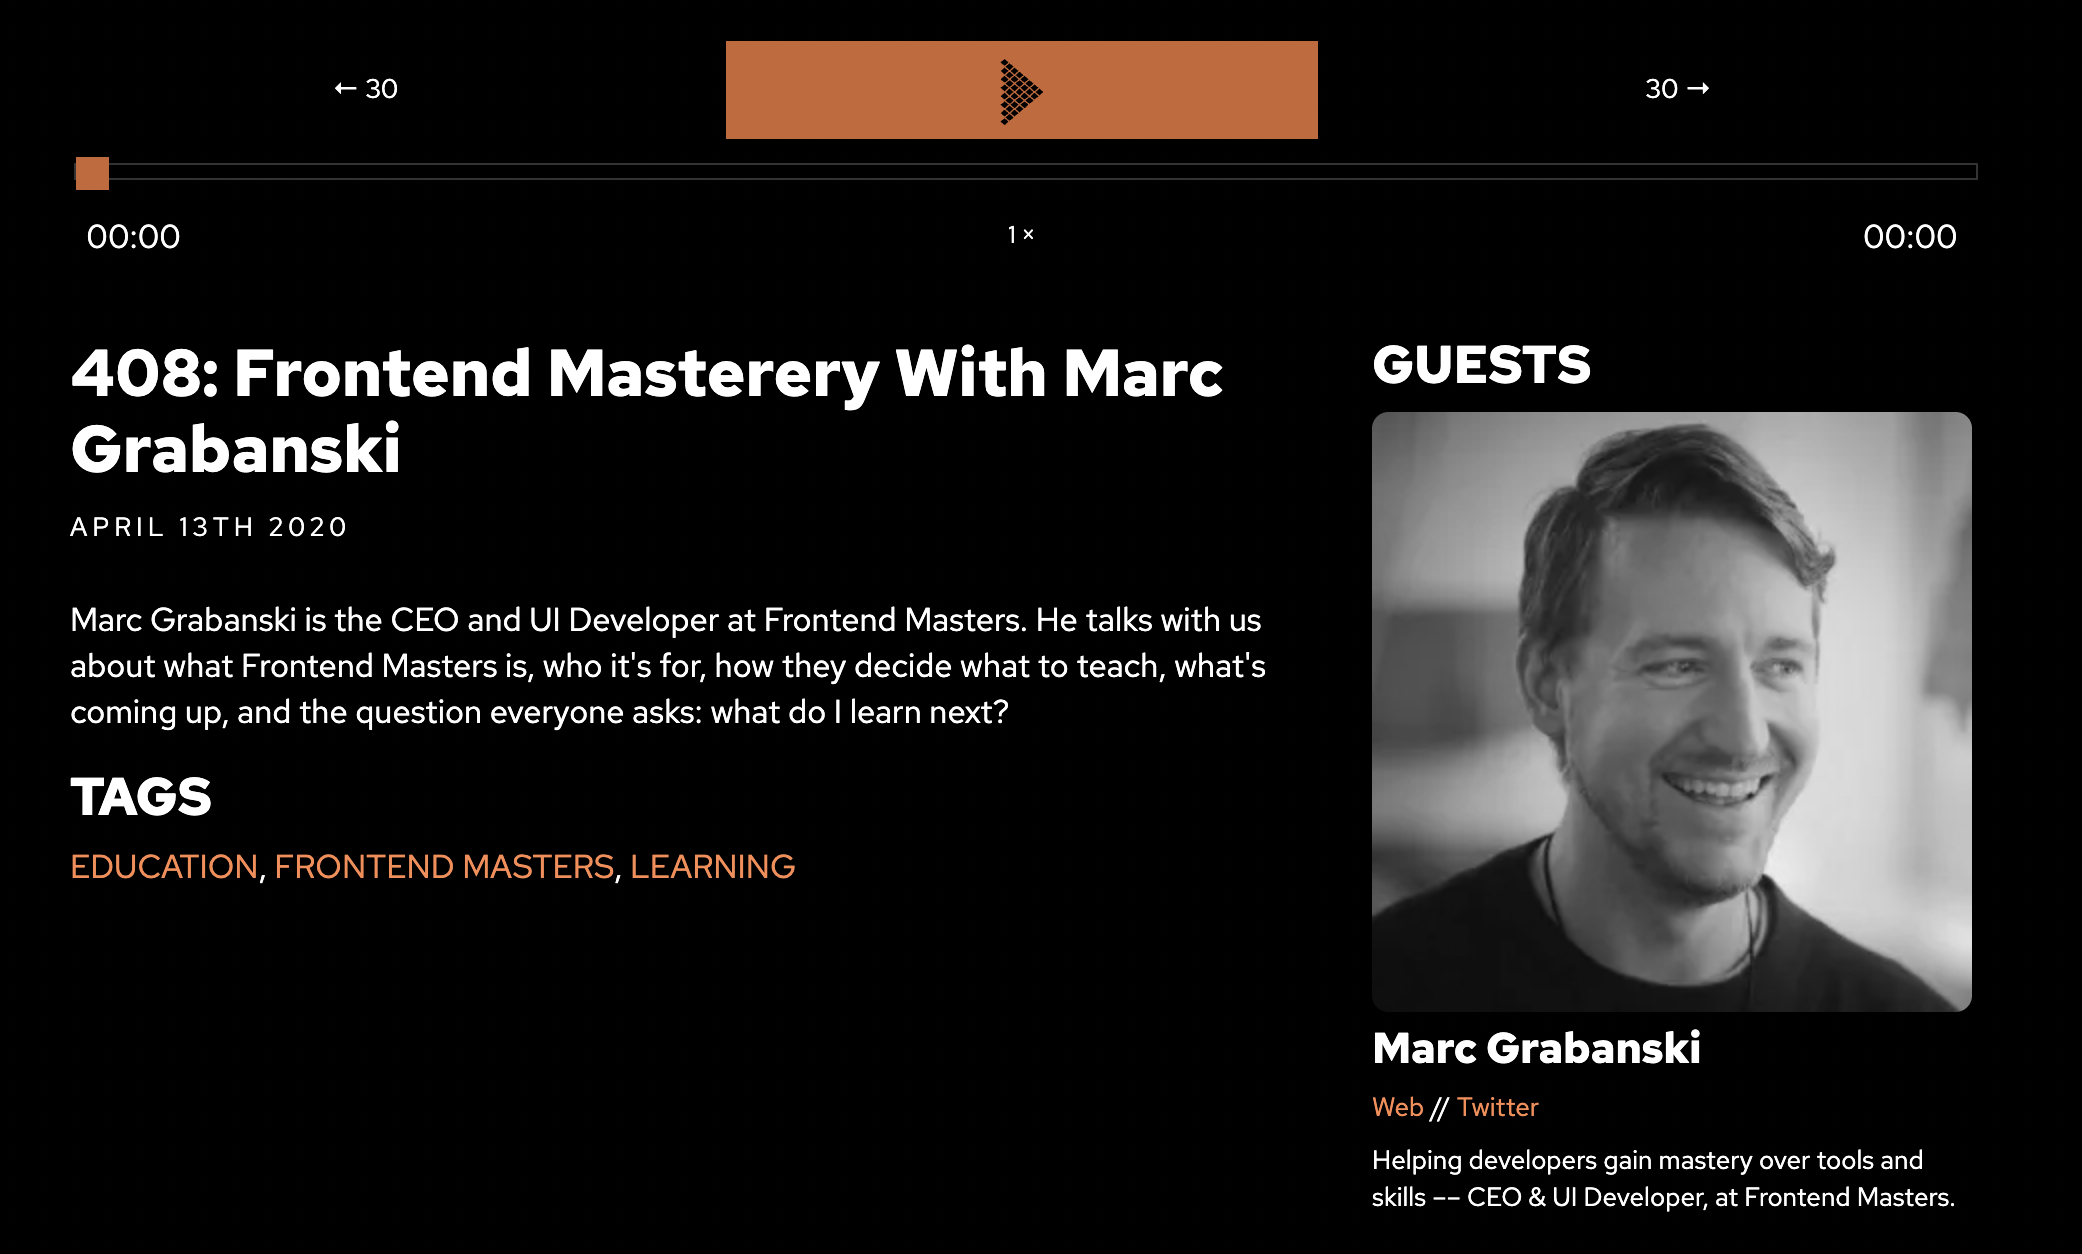 ← 30
30 →
00:00
1 ×
00:00
408: Frontend Masterery With Marc
Grabanski
APRIL 13TH 2020
Marc Grabanski is the CEO and UI Developer at Frontend Masters. He talks with us
about what Frontend Masters is, who it's for, how they decide what to teach, what's
coming up, and the question everyone asks: what do I learn next?
TAGS
EDUCATION, FRONTEND MASTERS, LEARNING
GUESTS
Marc Grabanski
Web // Twitter
Helping developers gain mastery over tools and
skills -- CEO & UI Developer, at Frontend Masters.